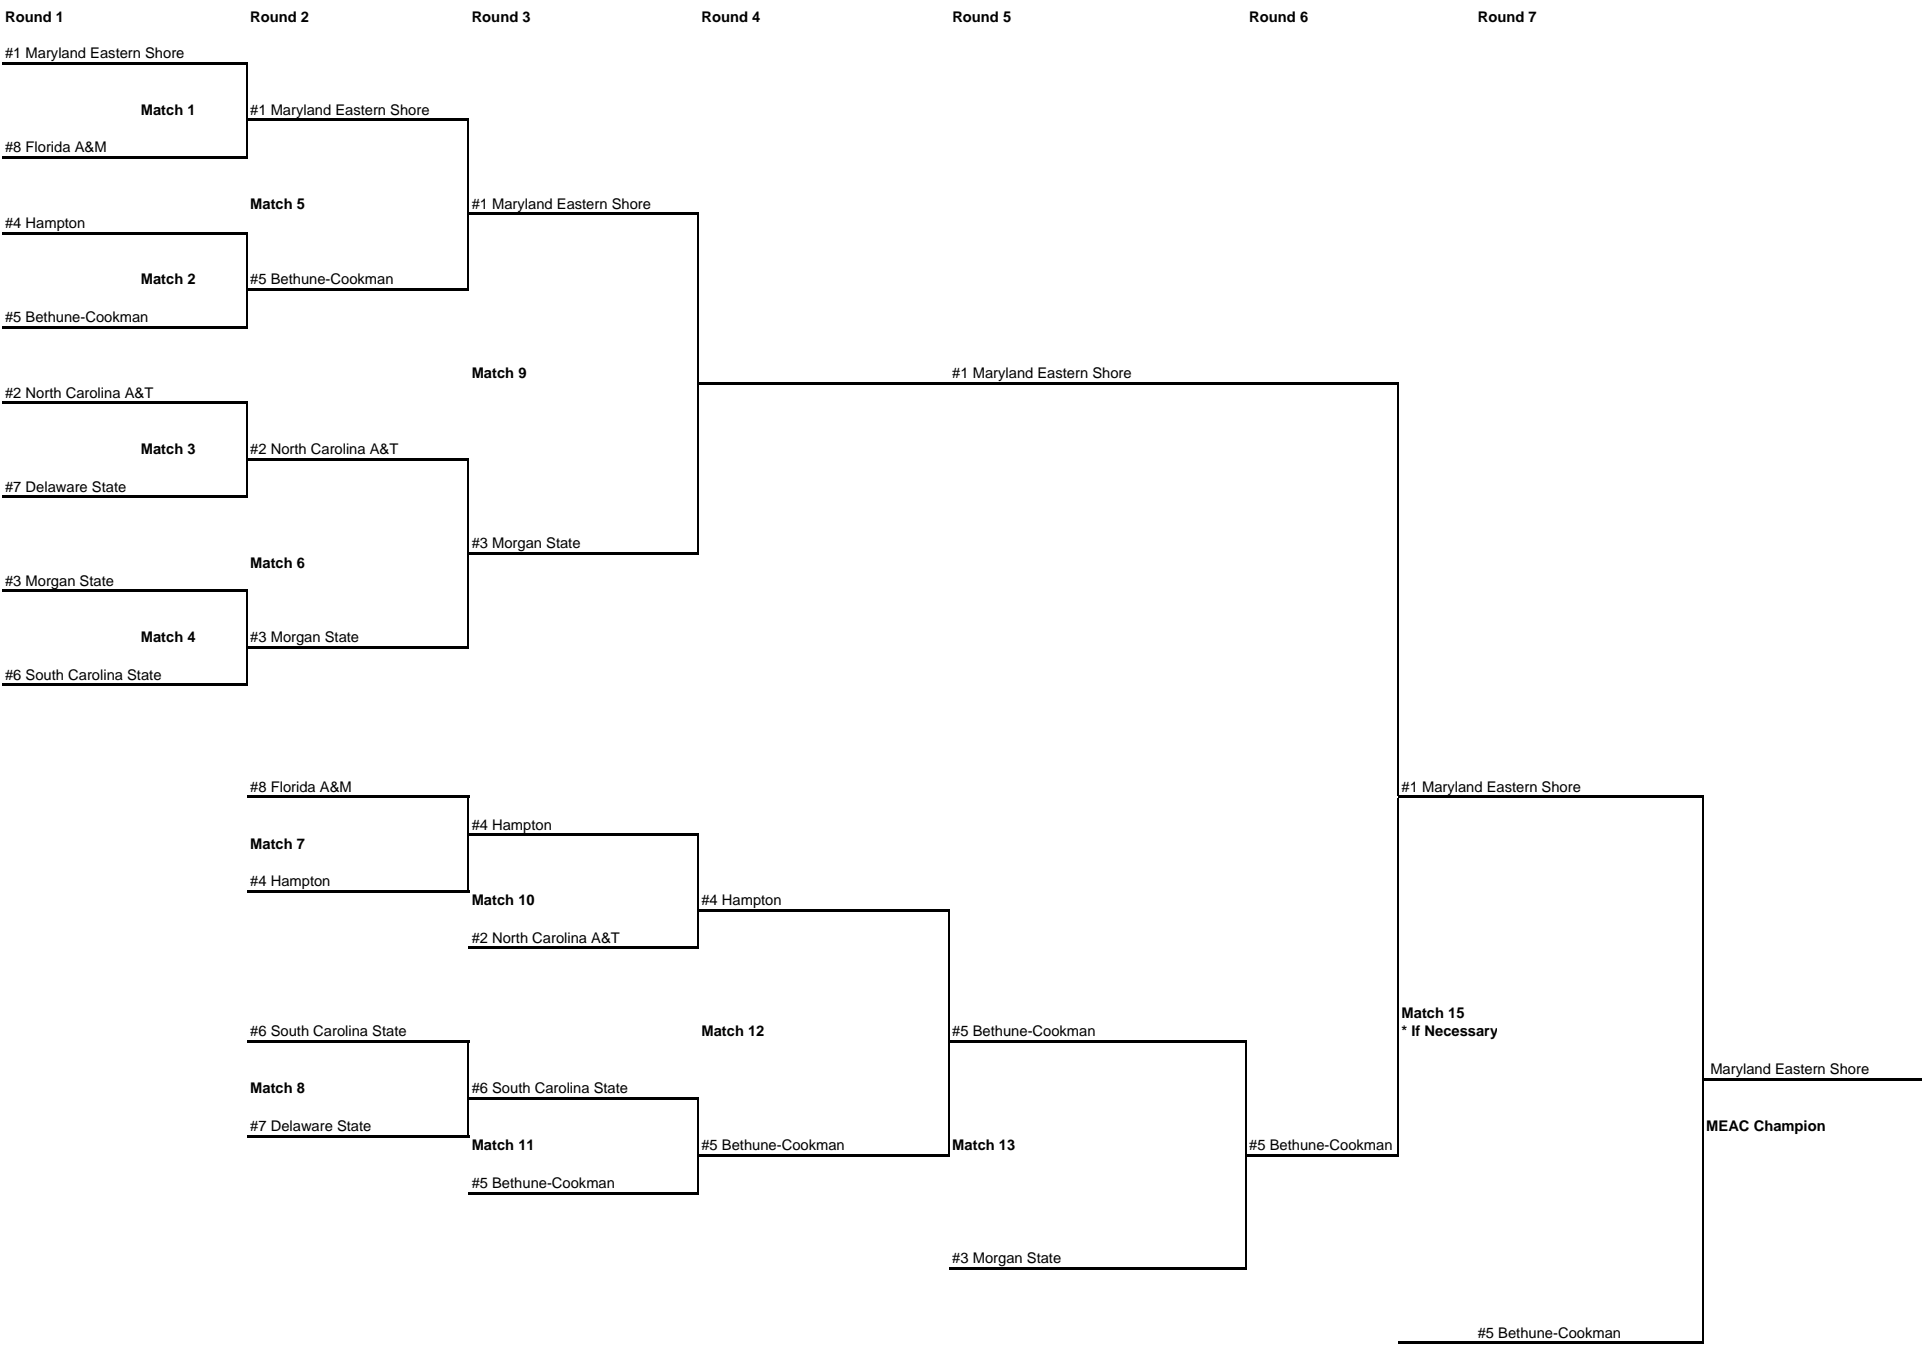 Round 1
Round 2
Round 3
Round 4
Round 5
Round 6
Round 7
#1 Maryland Eastern Shore
Match 1
#1 Maryland Eastern Shore
#8 Florida A&M
Match 5
#1 Maryland Eastern Shore
#4 Hampton
Match 2
#5 Bethune-Cookman
#5 Bethune-Cookman
Match 9
#1 Maryland Eastern Shore
#2 North Carolina A&T
Match 3
#2 North Carolina A&T
#7 Delaware State
#3 Morgan State
Match 6
#3 Morgan State
Match 4
#3 Morgan State
#6 South Carolina State
#8 Florida A&M
#1 Maryland Eastern Shore
#4 Hampton
Match 7
#4 Hampton
Match 10
#4 Hampton
#2 North Carolina A&T
Match 15
#6 South Carolina State
Match 12
#5 Bethune-Cookman
* If Necessary
Maryland Eastern Shore
Match 8
#6 South Carolina State
#7 Delaware State
MEAC Champion
Match 11
#5 Bethune-Cookman
Match 13
#5 Bethune-Cookman
#5 Bethune-Cookman
#3 Morgan State
#5 Bethune-Cookman